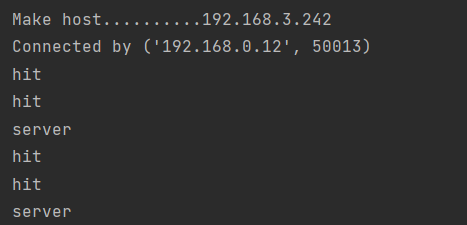 Make host..........192.168.3.242
Connected by ('192.168.0.12', 50013)
hit
hit
server
hit
hit
server